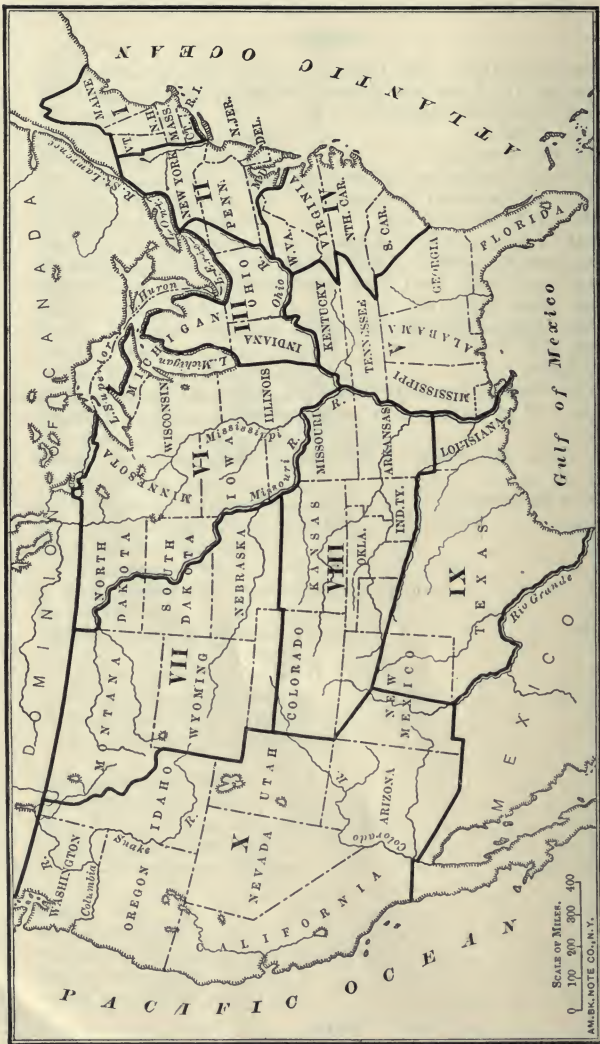 DOMINION OF CANADA
ATLANTIC OCEAN
PACIFIC OCEAN
Gulf of Mexico
MEXICO
MAINE
I
VT.
N.H.
MASS.
CT.
R.I.
NEW YORK
II
PENN.
N.JER.
DEL.
MD.
R. St. Lawrence
L. Ont.
L. Erie
Huron
L. Superior
L. Michigan
MICHIGAN
III
OHIO
Ohio R.
INDIANA
W.VA.
VIRGINIA
IV
NTH. CAR.
S. CAR.
KENTUCKY
TENNESSEE
GEORGIA
FLORIDA
ALABAMA
V
MISSISSIPPI
WISCONSIN
ILLINOIS
Mississippi
R.
MINNESOTA
VI
IOWA
Missouri R.
MISSOURI
ARKANSAS
LOUISIANA
NORTH DAKOTA
SOUTH DAKOTA
NEBRASKA
KANSAS
VIII
OKLA.
IND.TY.
IX
TEXAS
Rio Grande
MONTANA
VII
WYOMING
COLORADO
NEW MEXICO
IDAHO
UTAH
ARIZONA
Colorado
R.
WASHINGTON
Columbia
R.
OREGON
Snake
R.
X
NEVADA
CALIFORNIA
SCALE OF MILES.
0 100 200 300 400
AM.BK.NOTE CO.,N.Y.